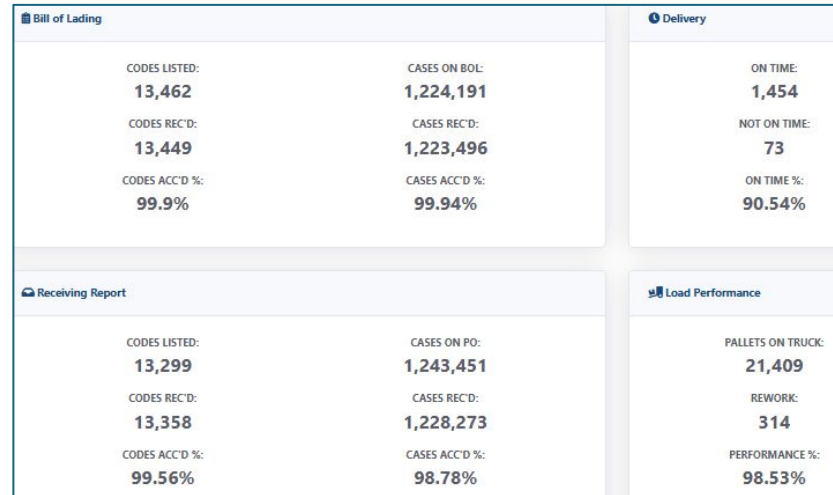 Bill of Lading
CODES LISTED:
13,462
CODES REC'D:
13,449
CODES ACC'D %:
99.9%
CASES ON BOL:
1,224,191
CASES REC'D:
1,223,496
CASES ACC'D %:
99.94%
Delivery
ON TIME:
1,454
NOT ON TIME:
73
ON TIME %:
90.54%
Receiving Report
CODES LISTED:
13,299
CODES REC'D:
13,358
CODES ACC'D %:
99.56%
CASES ON PO:
1,243,451
CASES REC'D:
1,228,273
CASES ACC'D %:
98.78%
Load Performance
PALLETS ON TRUCK:
21,409
REWORK:
314
PERFORMANCE %:
98.53%